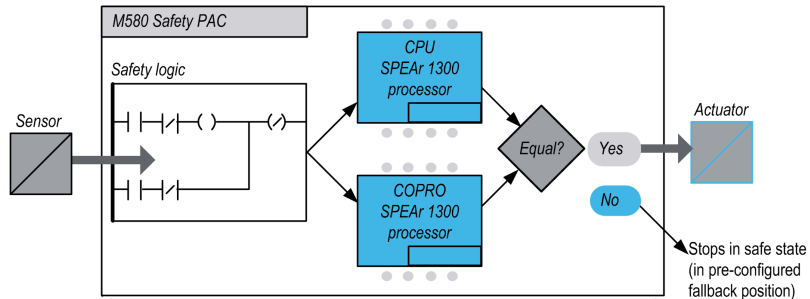 M580 Safety PAC
Safety logic
Sensor
CPU
SPEAr 1300
processor
COPRO
SPEAr 1300
processor
Equal?
Yes
No
Actuator
Stops in safe state
(in pre-configured
fallback position)